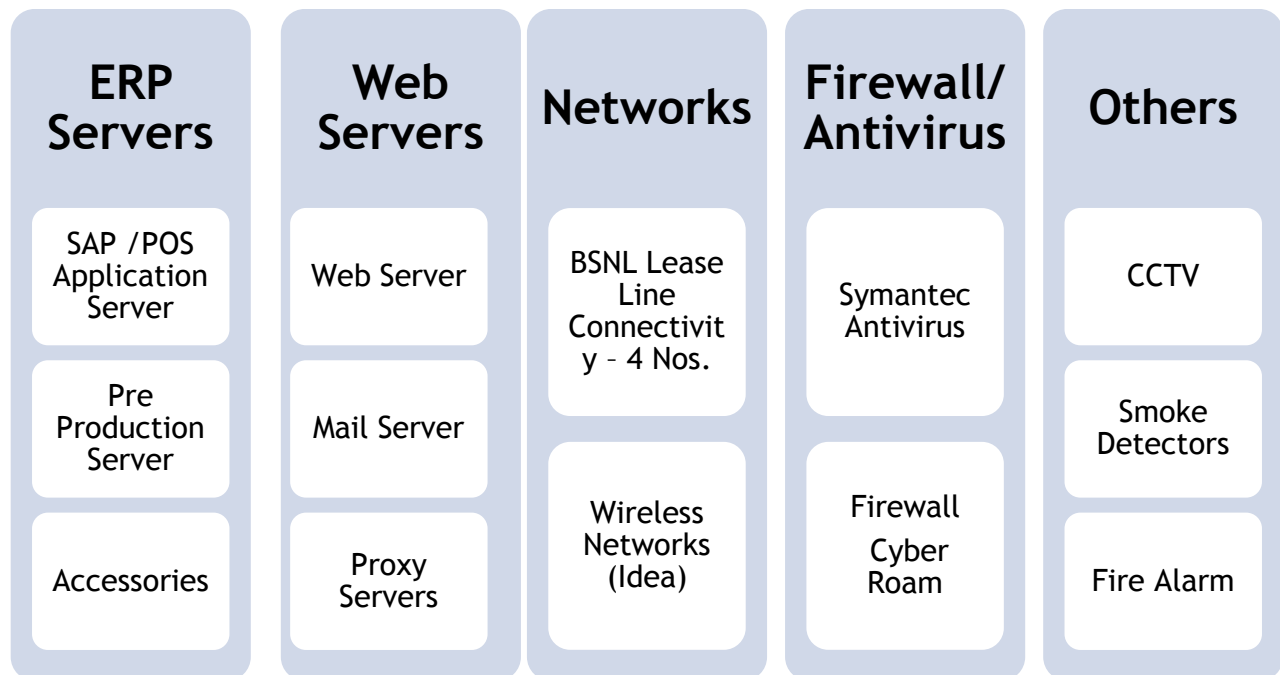 ERP
Servers
SAP /POS
Application
Server
Pre
Production
Server
Accessories
Web
Servers
Web Server
Mail Server
Proxy
Servers
Networks
BSNL Lease
Line
Connectivit
y – 4 Nos.
Wireless
Networks
(Idea)
Firewall/
Antivirus
Symantec
Antivirus
Firewall
Cyber
Roam
Others
CCTV
Smoke
Detectors
Fire Alarm